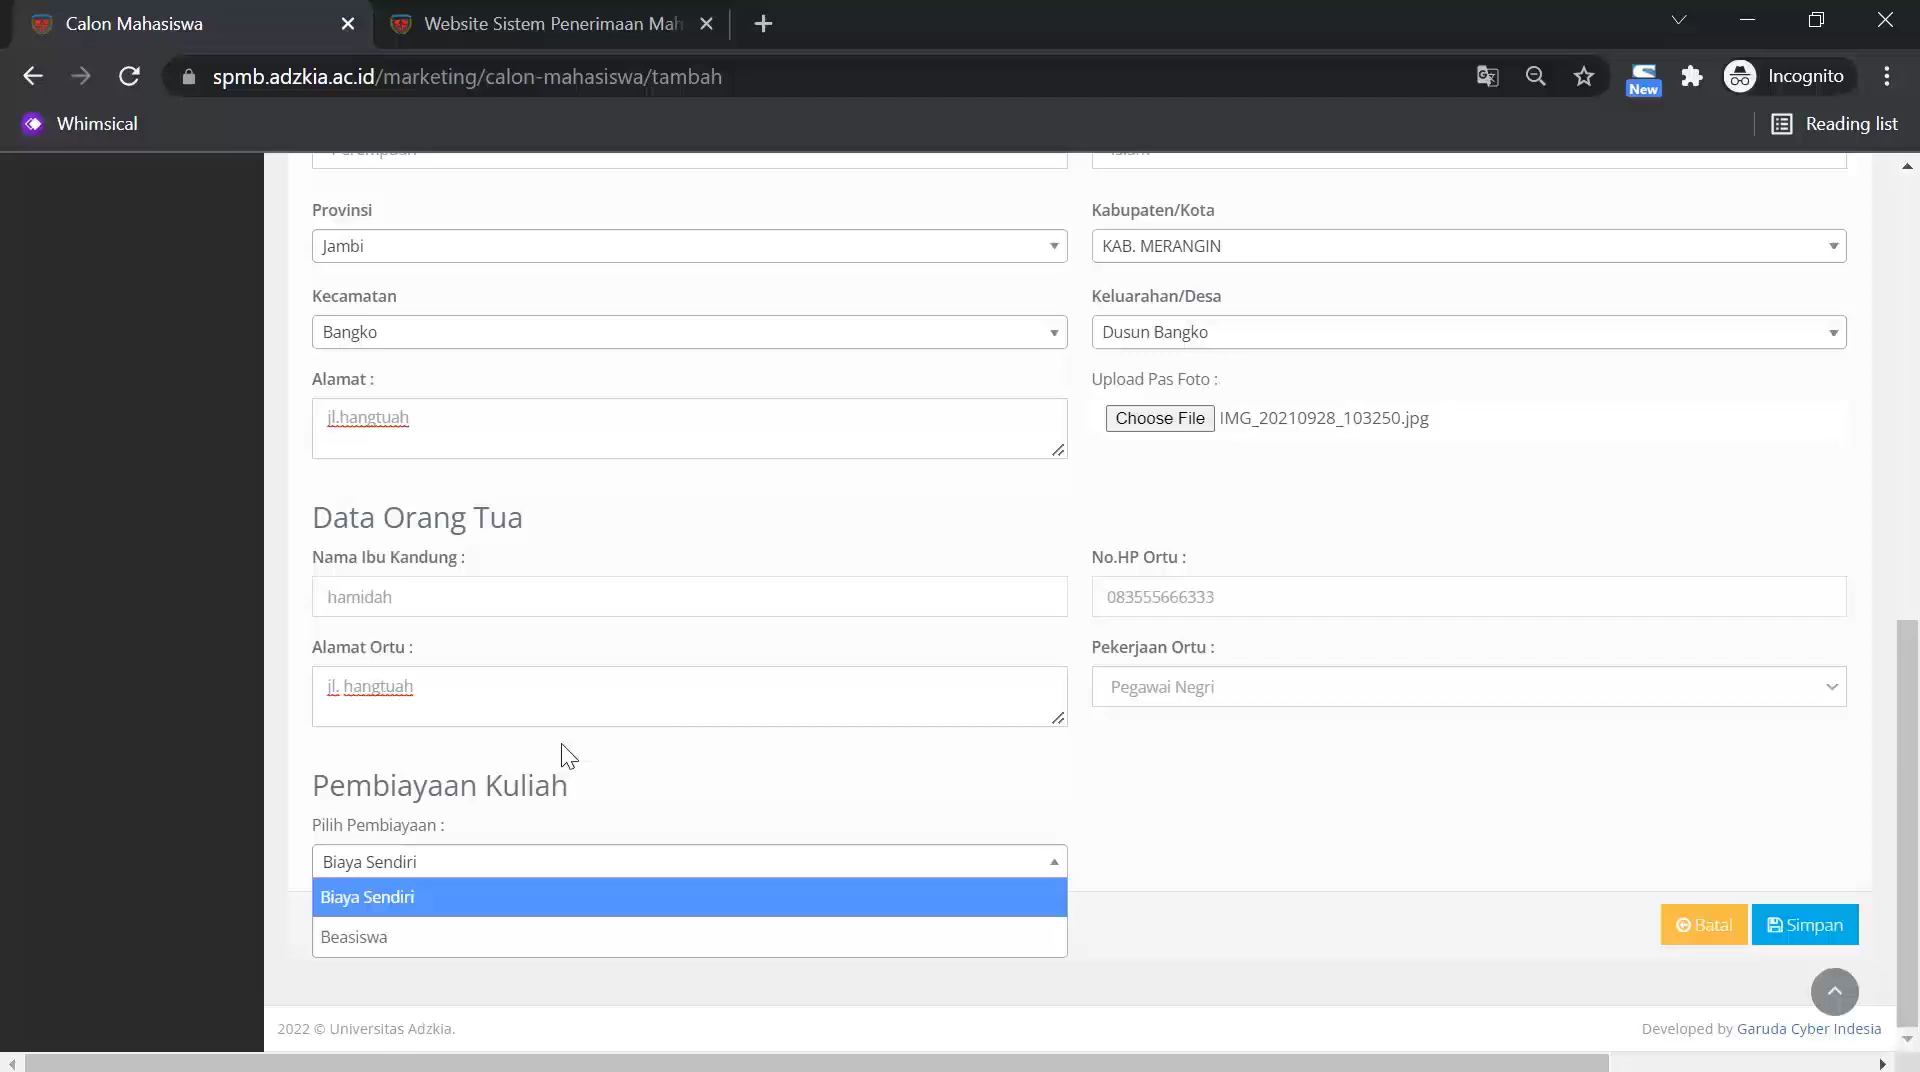 Calon Mahasiswa
Website Sistem Penerimaan Mah
spmb.adzkia.ac.id/marketing/calon-mahasiswa/tambah
New
Incognito
Whimsical
Reading list
Provinsi
Kabupaten/Kota
Jambi
KAB. MERANGIN
Kecamatan
Keluarahan/Desa
Bangko
Dusun Bangko
Alamat :
Upload Pas Foto :
jl.hangtuah
Choose File IMG_20210928_103250.jpg
Data Orang Tua
Nama Ibu Kandung :
No.HP Ortu :
hamidah
083555666333
Alamat Ortu :
Pekerjaan Ortu :
jl. hangtuah
Pegawai Negri
Pembiayaan Kuliah
Pilih Pembiayaan :
Biaya Sendiri
Biaya Sendiri
Beasiswa
Batal
Simpan
2022 © Universitas Adzkia.
Developed by Garuda Cyber Indesia